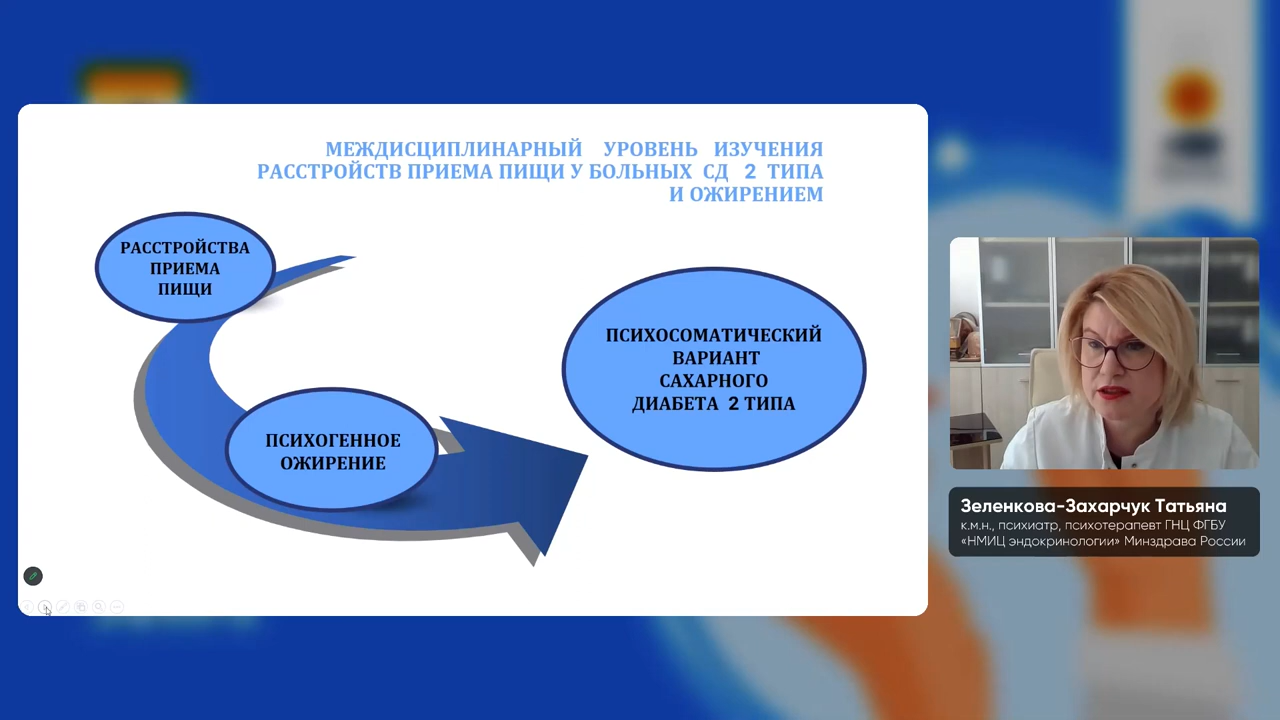 МЕЖДИСЦИПЛИНАРНЫЙ УРОВЕНЬ ИЗУЧЕНИЯ
РАССТРОЙСТВ ПРИЕМА ПИЩИ У БОЛЬНЫХ СД 2 ТИПА
И ОЖИРЕНИЕМ
РАССТРОЙСТВА
ПРИЕМА
ПИЩИ
ПСИХОГЕННОЕ
ОЖИРЕНИЕ
ПСИХОСОМАТИЧЕСКИЙ
ВАРИАНТ
САХАРНОГО
ДИАБЕТА 2 ТИПА
Зеленкова-Захарчук Татьяна
к.м.н., психиатр, психотерапевт ГНЦ ФГБУ
«НМИЦ эндокринологии» Минздрава России